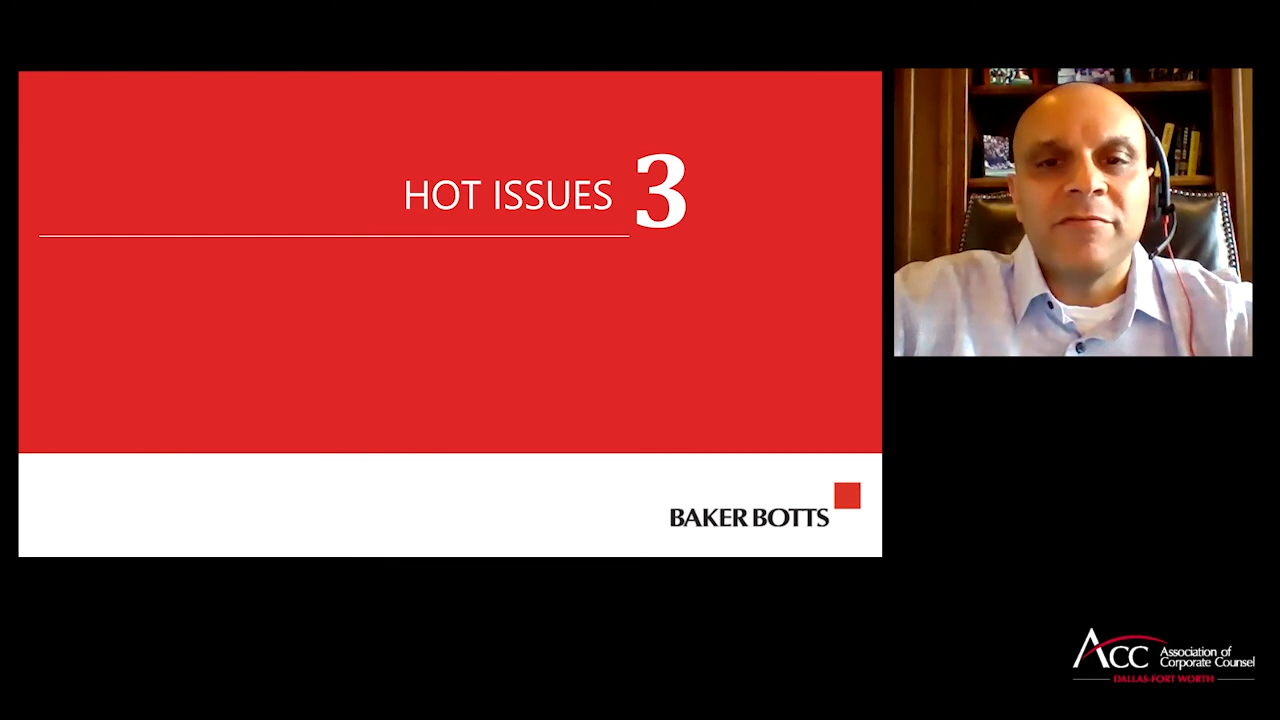 HOT ISSUES 3
BAKER BOTTS
ACC Association of
Corporate Counsel
DALLAS-FORT WORTH